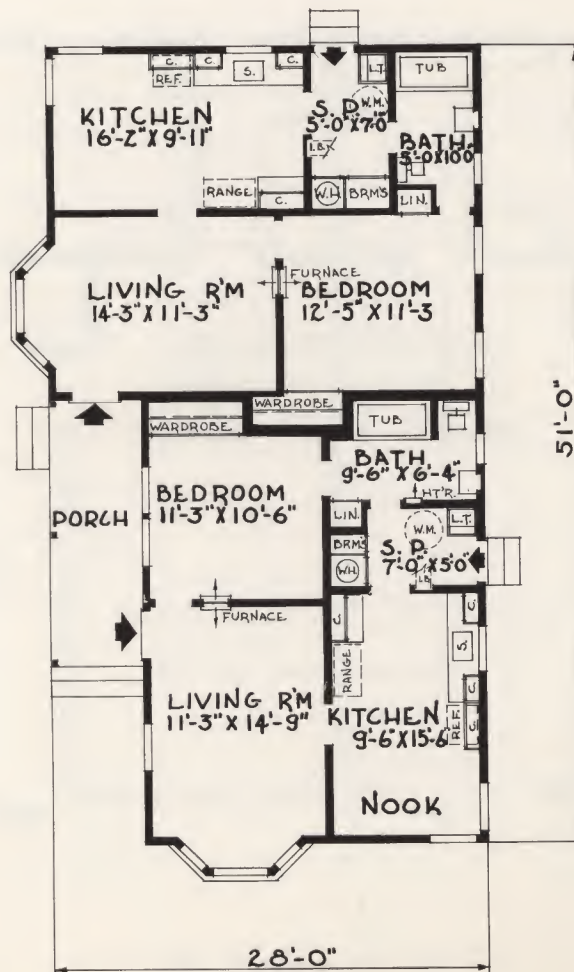 C.
C.
C.
REF.
S.
L.T.
TUB
KITCHEN
16'-2" X 9'-11"
S. P.
5'-0" X 7'-0"
W.M.
I.B.
BATH.
5'-0 X 10'0
RANGE
C.
W.H.
BRM'S
LIN.
LIVING R'M
14'-3" X 11'-3"
FURNACE
BEDROOM
12'-5" X 11'-3
WARDROBE
WARDROBE
TUB
51'-0"
BEDROOM
11'-3" X 10'-6"
BATH
9'-6" X 6'-4"
HT'R.
PORCH
LIN.
BRM'S
W.H.
W.M.
L.T.
S. P.
7'-0" X 5'0"
I.B.
FURNACE
C.
C.
S.
RANGE
LIVING R'M
11'-3" X 14'-9"
KITCHEN
9'-6" X 15'-6"
REF.
C.
C.
NOOK
28'-0"